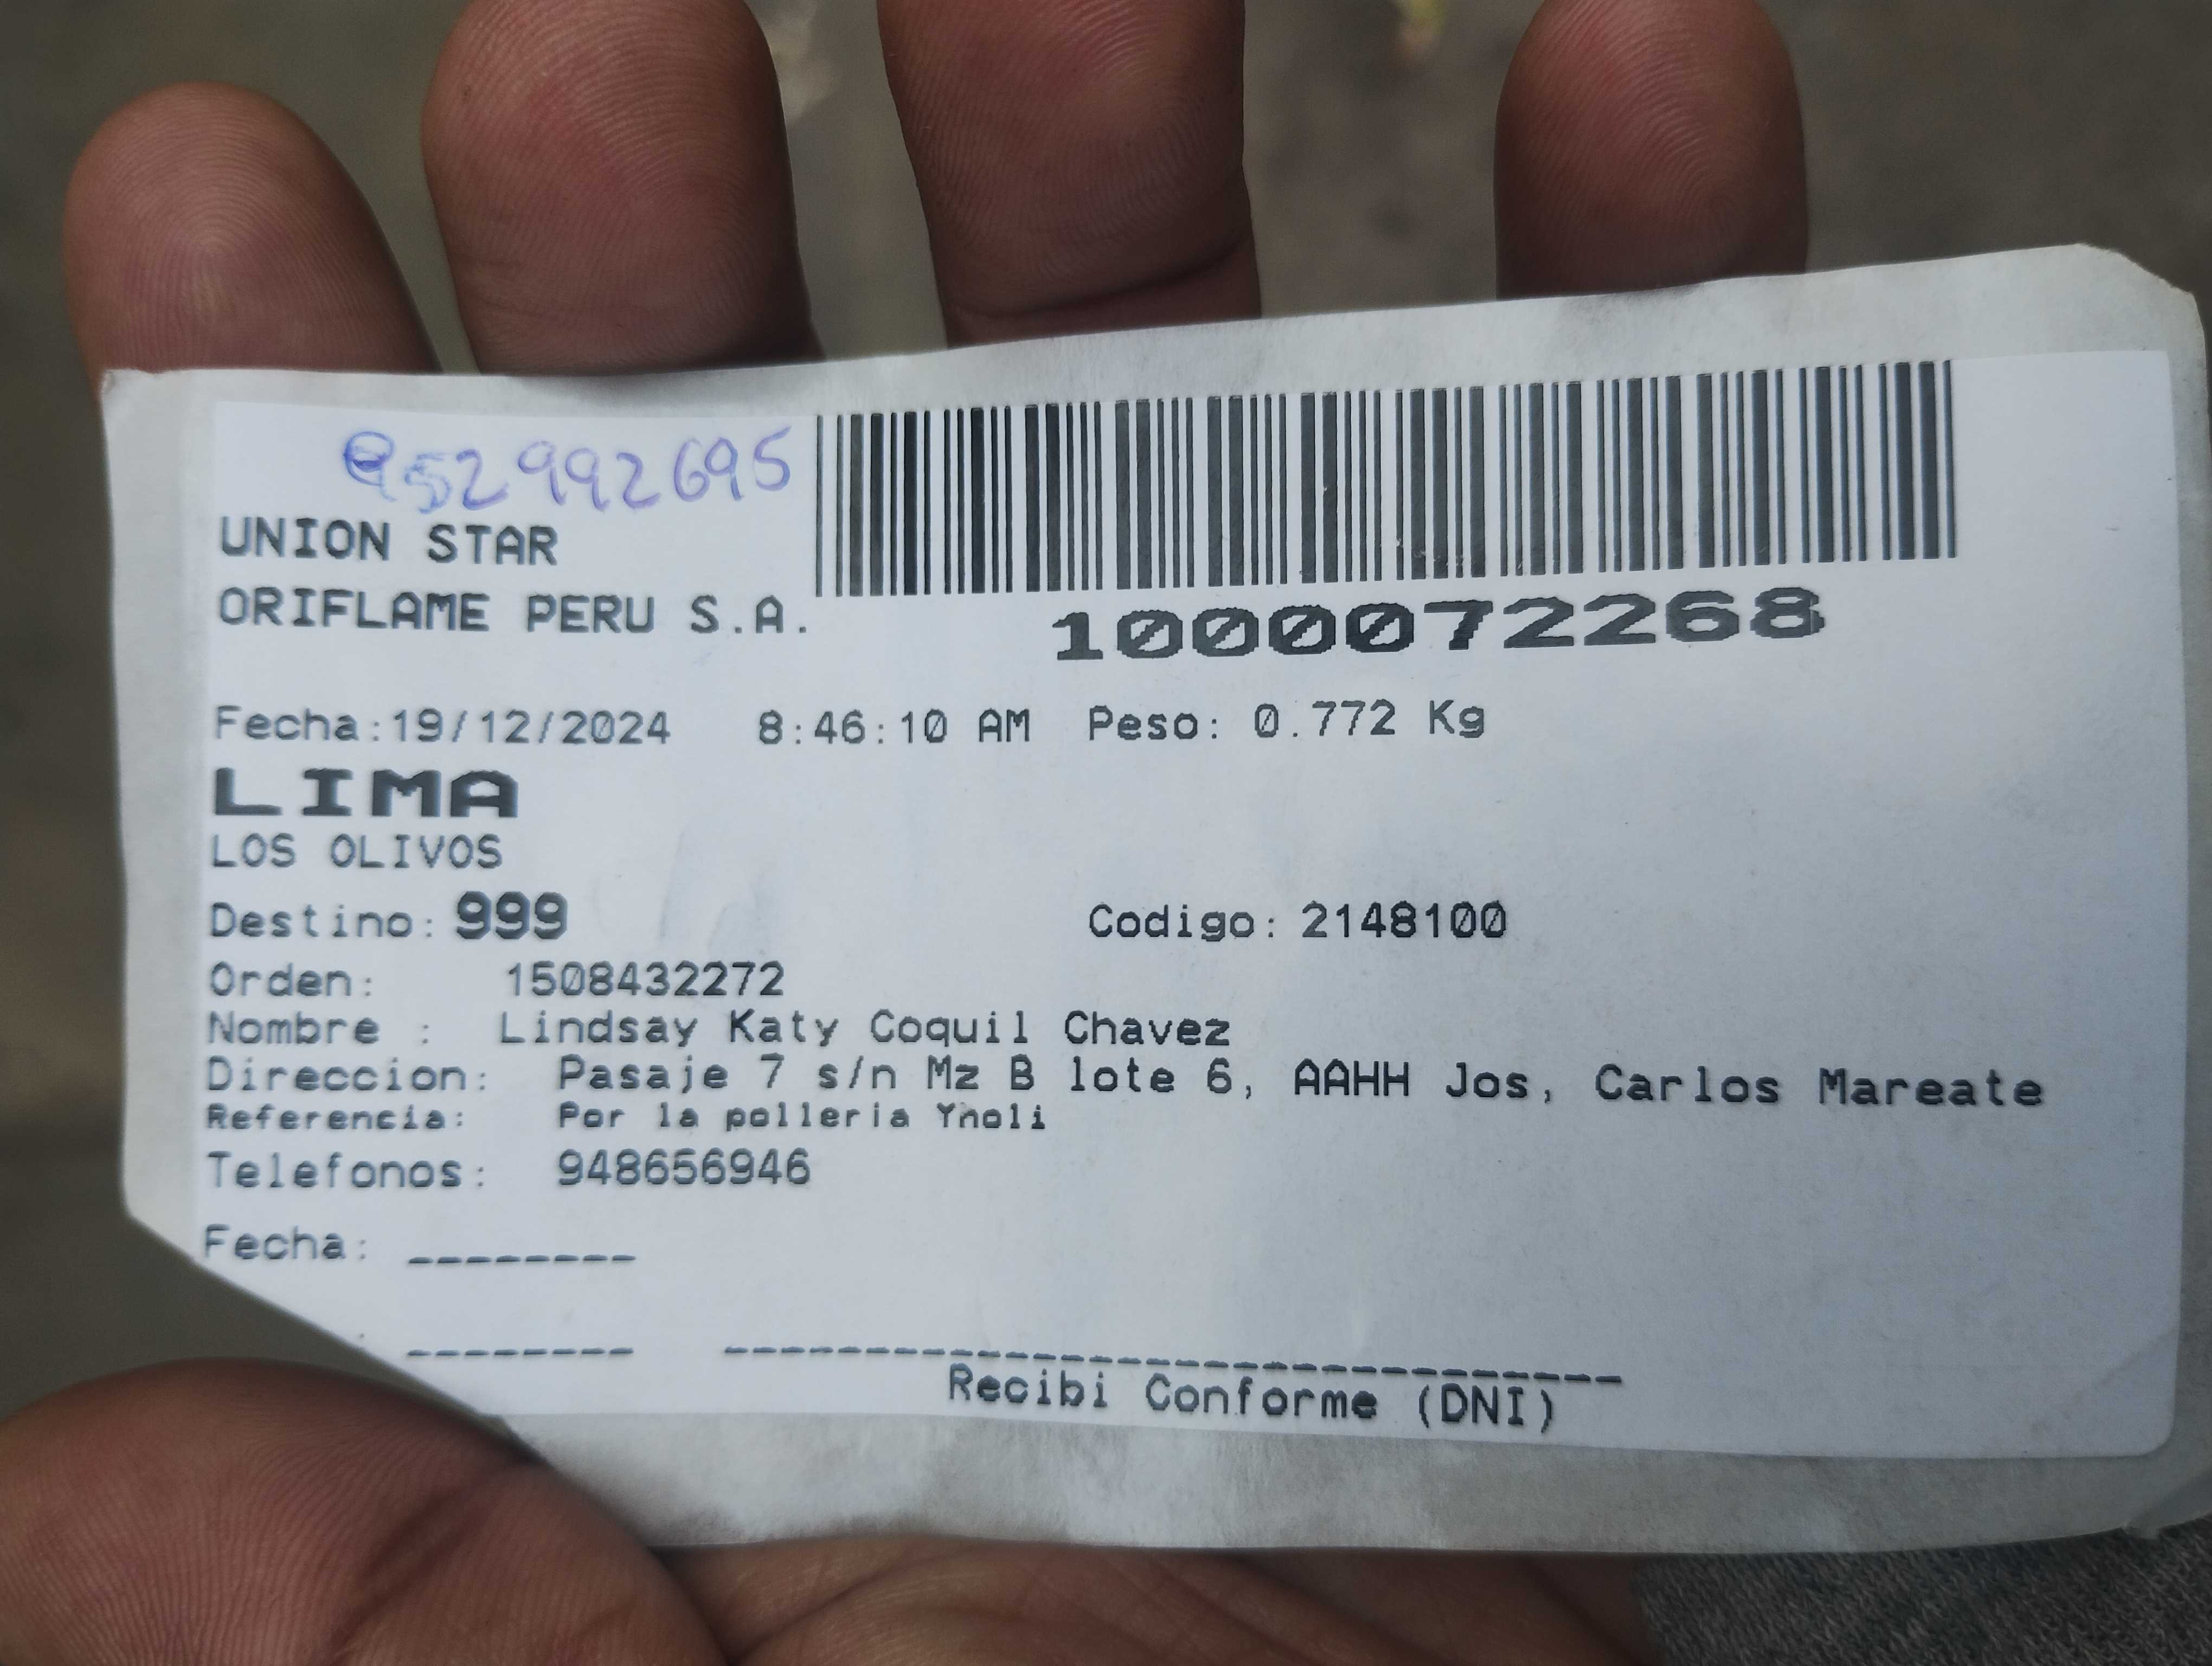 952992695
UNION STAR
ORIFLAME PERU S.A.
1000072268
Fecha:19/12/2024 8:46:10 AM Peso: 0.772 Kg
LIMA
LOS OLIVOS
Destino: 999 Codigo: 2148100
Orden: 1508432272
Nombre : Lindsay Katy Coquil Chavez
Direccion: Pasaje 7 s/n Mz B lote 6, AAHH Jos, Carlos Mareate
Referencia: Por la polleria Ynoli
Telefonos: 948656946
Fecha: ________
Recibi Conforme (DNI)